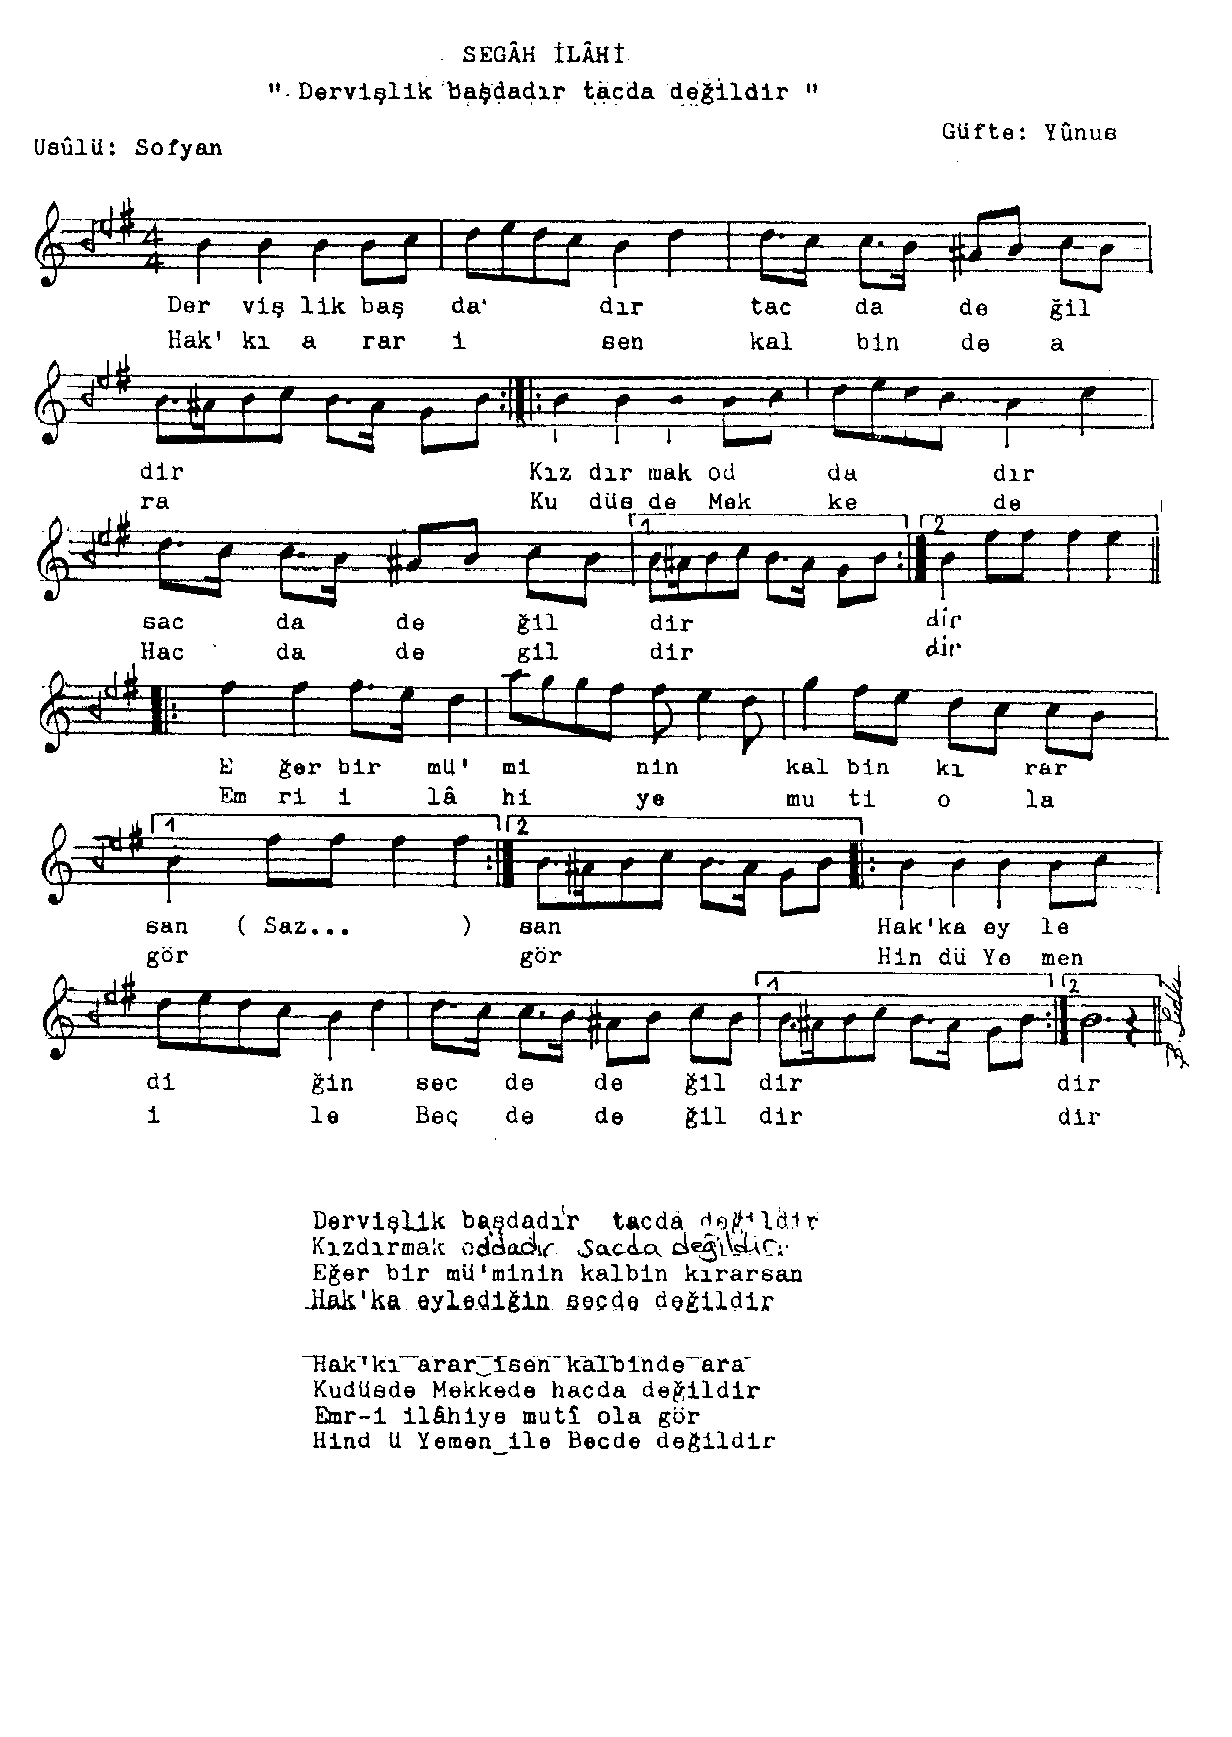 SEGÂH İLÂHİ
" Dervişlik başdadır tacda değildir "
Güfte: Yûnus
Usûlü: Sofyan
4
4
Der viş lik baş da' dır tac da de ğil
Hak' kı a rar i sen kal bin de a
dir Kız dır mak od da dır
ra Ku düs de Mek ke de
1 2
sac da de ğil dir dir
Hac da de gil dir dir
E ğer bir mü' mi nin kal bin kı rar
Em ri i lâ hi ye mu ti o la
1 2
san ( Saz... ) san Hak'ka ey le
gör gör Hin dü Ye men
1 2
di ğin sec de de ğil dir dir
i le Beç de de ğil dir dir
Dervişlik başdadır tacda değildir
Kızdırmak oddadır sacda değildir
Eğer bir mü'minin kalbin kırarsan
Hak'ka eylediğin secde değildir
Hak'kı arar isen kalbinde ara
Kudüsde Mekkede hacda değildir
Emr-i ilâhiye mutî ola gör
Hind ü Yemen ile Becde değildir